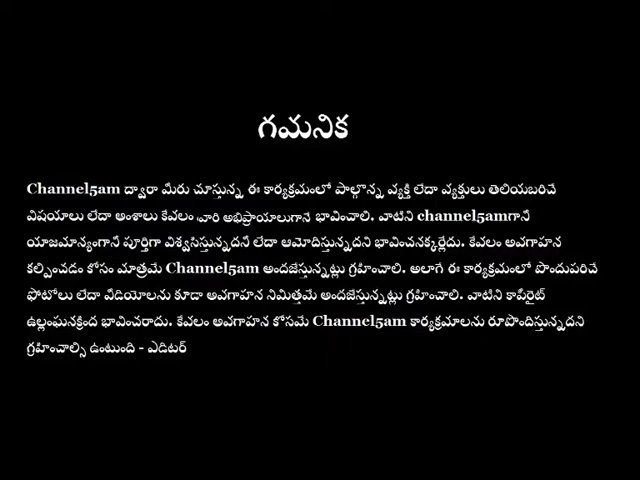 గమనిక
Channel5am ద్వారా మీరు చూస్తున్న ఈ కార్యక్రమంలో పాల్గొన్న వ్యక్తి లేదా వ్యక్తులు తెలియబరిచే
విషయాలు లేదా అంశాలు కేవలం వారి అభిప్రాయాలుగానే భావించాలి. వాటిని channel5amగానీ
యాజమాన్యంగానీ పూర్తిగా విశ్వసిస్తున్నదనీ లేదా ఆమోదిస్తున్నదని భావించనక్కర్లేదు. కేవలం అవగాహన
కల్పించడం కోసం మాత్రమే Channel5am అందజేస్తున్నట్లు గ్రహించాలి. అలాగే ఈ కార్యక్రమంలో పొందుపరిచే
ఫోటోలు లేదా వీడియోలను కూడా అవగాహన నిమిత్తమే అందజేస్తున్నట్లు గ్రహించాలి. వాటిని కాపీరైట్
ఉల్లంఘనక్రింద భావించరాదు. కేవలం అవగాహన కోసమే Channel5am కార్యక్రమాలను రూపొందిస్తున్నదని
గ్రహించాల్సి ఉంటుంది - ఎడిటర్